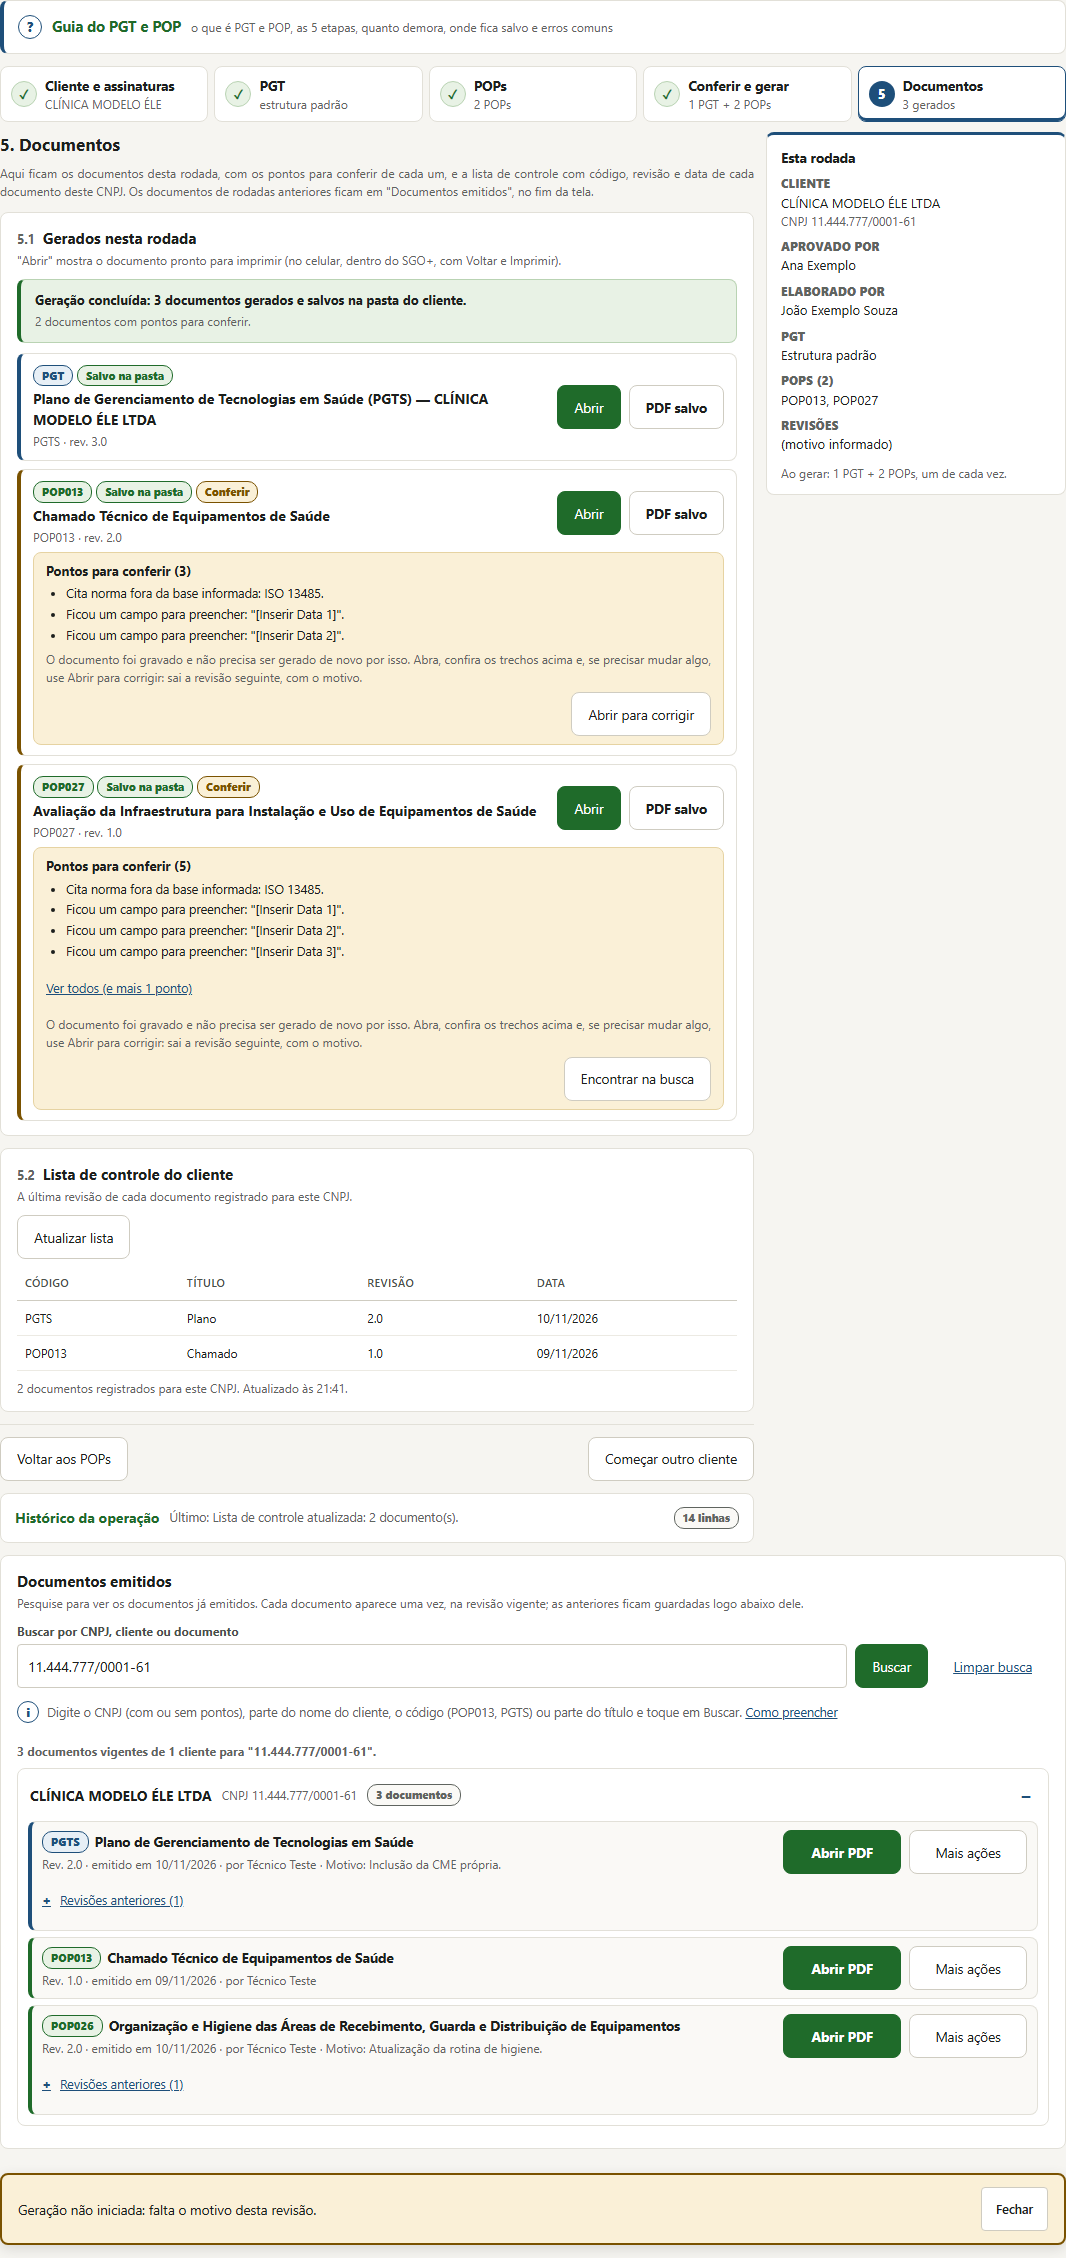 ? Guia do PGT e POP o que é PGT e POP, as 5 etapas, quanto demora, onde fica salvo e erros comuns
✓ Cliente e assinaturas
CLÍNICA MODELO ÉLE
✓ PGT
estrutura padrão
✓ POPs
2 POPs
✓ Conferir e gerar
1 PGT + 2 POPs
5 Documentos
3 gerados
5. Documentos
Aqui ficam os documentos desta rodada, com os pontos para conferir de cada um, e a lista de controle com código, revisão e data de cada
documento deste CNPJ. Os documentos de rodadas anteriores ficam em "Documentos emitidos", no fim da tela.
5.1 Gerados nesta rodada
"Abrir" mostra o documento pronto para imprimir (no celular, dentro do SGO+, com Voltar e Imprimir).
Geração concluída: 3 documentos gerados e salvos na pasta do cliente.
2 documentos com pontos para conferir.
PGT Salvo na pasta
Plano de Gerenciamento de Tecnologias em Saúde (PGTS) — CLÍNICA
MODELO ÉLE LTDA
PGTS · rev. 3.0
Abrir PDF salvo
POP013 Salvo na pasta Conferir
Chamado Técnico de Equipamentos de Saúde
POP013 · rev. 2.0
Abrir PDF salvo
Pontos para conferir (3)
• Cita norma fora da base informada: ISO 13485.
• Ficou um campo para preencher: "[Inserir Data 1]".
• Ficou um campo para preencher: "[Inserir Data 2]".
O documento foi gravado e não precisa ser gerado de novo por isso. Abra, confira os trechos acima e, se precisar mudar algo,
use Abrir para corrigir: sai a revisão seguinte, com o motivo.
Abrir para corrigir
POP027 Salvo na pasta Conferir
Avaliação da Infraestrutura para Instalação e Uso de Equipamentos de Saúde
POP027 · rev. 1.0
Abrir PDF salvo
Pontos para conferir (5)
• Cita norma fora da base informada: ISO 13485.
• Ficou um campo para preencher: "[Inserir Data 1]".
• Ficou um campo para preencher: "[Inserir Data 2]".
• Ficou um campo para preencher: "[Inserir Data 3]".
Ver todos (e mais 1 ponto)
O documento foi gravado e não precisa ser gerado de novo por isso. Abra, confira os trechos acima e, se precisar mudar algo,
use Abrir para corrigir: sai a revisão seguinte, com o motivo.
Encontrar na busca
Esta rodada
CLIENTE
CLÍNICA MODELO ÉLE LTDA
CNPJ 11.444.777/0001-61
APROVADO POR
Ana Exemplo
ELABORADO POR
João Exemplo Souza
PGT
Estrutura padrão
POPS (2)
POP013, POP027
REVISÕES
(motivo informado)
Ao gerar: 1 PGT + 2 POPs, um de cada vez.
5.2 Lista de controle do cliente
A última revisão de cada documento registrado para este CNPJ.
Atualizar lista
CÓDIGO TÍTULO REVISÃO DATA
PGTS Plano 2.0 10/11/2026
POP013 Chamado 1.0 09/11/2026
2 documentos registrados para este CNPJ. Atualizado às 21:41.
Voltar aos POPs Começar outro cliente
Histórico da operação Último: Lista de controle atualizada: 2 documento(s). 14 linhas
Documentos emitidos
Pesquise para ver os documentos já emitidos. Cada documento aparece uma vez, na revisão vigente; as anteriores ficam guardadas logo abaixo dele.
Buscar por CNPJ, cliente ou documento
11.444.777/0001-61 Buscar Limpar busca
i Digite o CNPJ (com ou sem pontos), parte do nome do cliente, o código (POP013, PGTS) ou parte do título e toque em Buscar. Como preencher
3 documentos vigentes de 1 cliente para "11.444.777/0001-61".
CLÍNICA MODELO ÉLE LTDA CNPJ 11.444.777/0001-61 3 documentos −
PGTS Plano de Gerenciamento de Tecnologias em Saúde
Rev. 2.0 · emitido em 10/11/2026 · por Técnico Teste · Motivo: Inclusão da CME própria.
Abrir PDF Mais ações
+ Revisões anteriores (1)
POP013 Chamado Técnico de Equipamentos de Saúde
Rev. 1.0 · emitido em 09/11/2026 · por Técnico Teste
Abrir PDF Mais ações
POP026 Organização e Higiene das Áreas de Recebimento, Guarda e Distribuição de Equipamentos
Rev. 2.0 · emitido em 10/11/2026 · por Técnico Teste · Motivo: Atualização da rotina de higiene.
Abrir PDF Mais ações
+ Revisões anteriores (1)
Geração não iniciada: falta o motivo desta revisão. Fechar